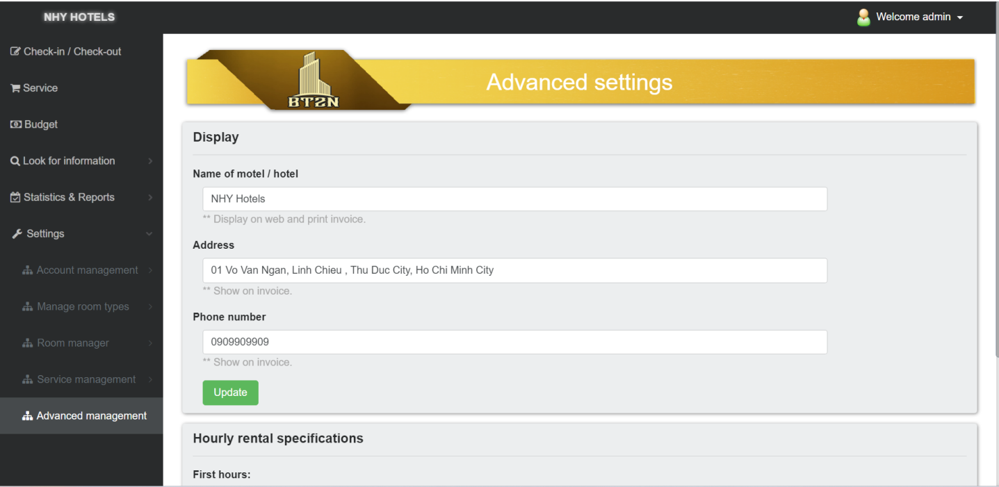 NHY HOTELS
Welcome admin
Check-in / Check-out
Service
Budget
Look for information
Statistics & Reports
Settings
Account management
Manage room types
Room manager
Service management
Advanced management
BTZN
Advanced settings
Display
Name of motel / hotel
NHY Hotels
** Display on web and print invoice.
Address
01 Vo Van Ngan, Linh Chieu , Thu Duc City, Ho Chi Minh City
** Show on invoice.
Phone number
0909909909
** Show on invoice.
Update
Hourly rental specifications
First hours: